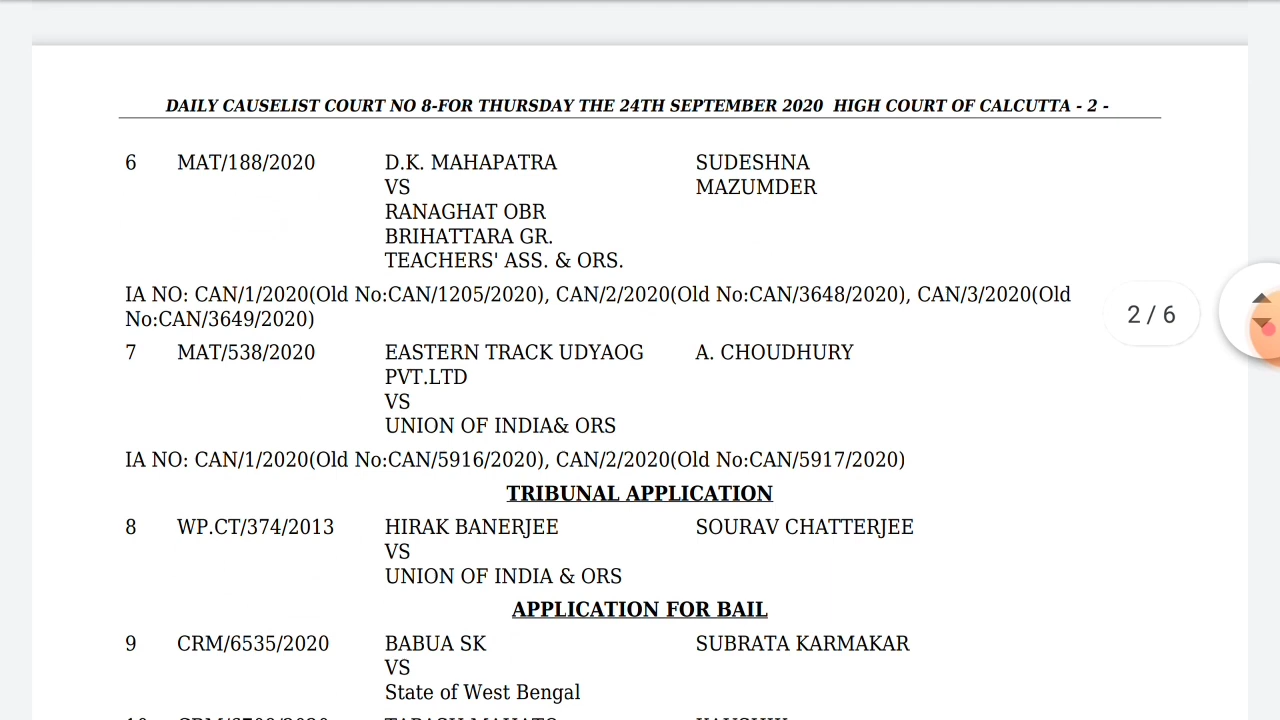 DAILY CAUSELIST COURT NO 8-FOR THURSDAY THE 24TH SEPTEMBER 2020 HIGH COURT OF CALCUTTA - 2 -
6 MAT/188/2020 D.K. MAHAPATRA SUDESHNA
VS MAZUMDER
RANAGHAT OBR
BRIHATTARA GR.
TEACHERS' ASS. & ORS.
IA NO: CAN/1/2020(Old No:CAN/1205/2020), CAN/2/2020(Old No:CAN/3648/2020), CAN/3/2020(Old
No:CAN/3649/2020)
2 / 6
7 MAT/538/2020 EASTERN TRACK UDYAOG A. CHOUDHURY
PVT.LTD
VS
UNION OF INDIA& ORS
IA NO: CAN/1/2020(Old No:CAN/5916/2020), CAN/2/2020(Old No:CAN/5917/2020)
TRIBUNAL APPLICATION
8 WP.CT/374/2013 HIRAK BANERJEE SOURAV CHATTERJEE
VS
UNION OF INDIA & ORS
APPLICATION FOR BAIL
9 CRM/6535/2020 BABUA SK SUBRATA KARMAKAR
VS
State of West Bengal